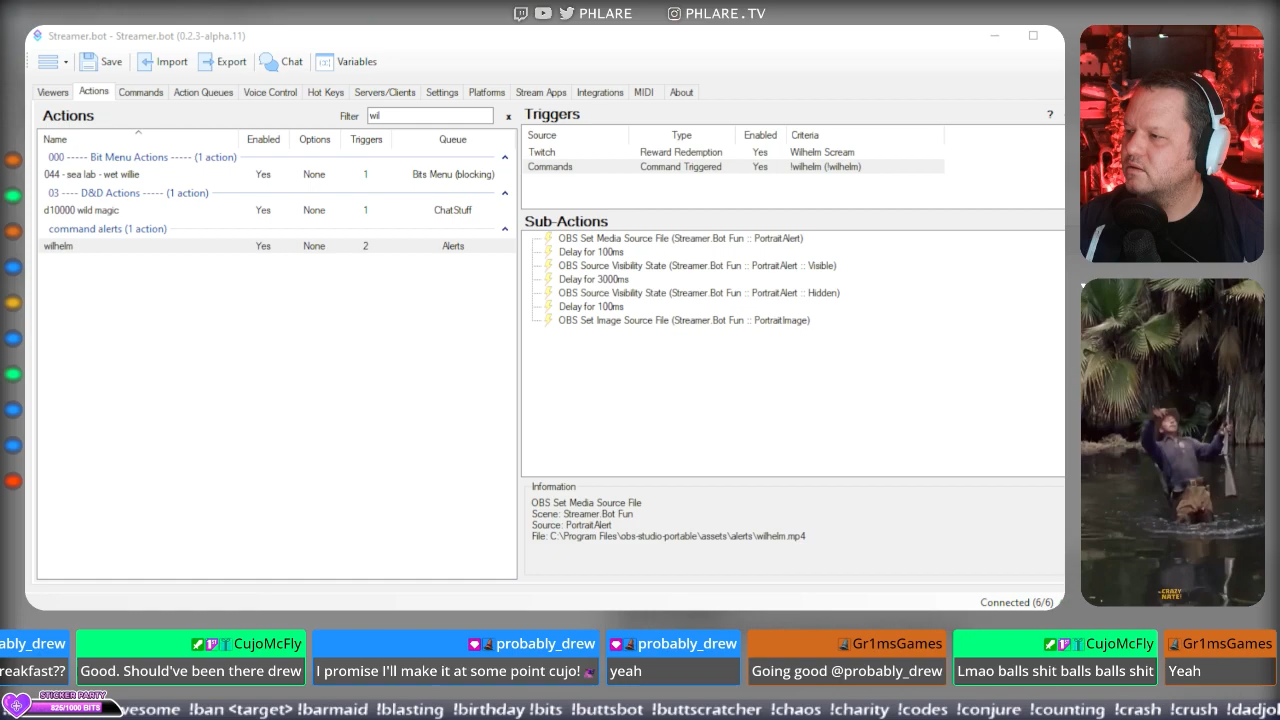 PHLARE PHLARE.TV
Streamer.bot - Streamer.bot (0.2.3-alpha.11)
Save Import Export Chat Variables
Viewers Actions Commands Action Queues Voice Control Hot Keys Servers/Clients Settings Platforms Stream Apps Integrations MIDI About
Actions Filter wil x
Name Enabled Options Triggers Queue
000 ----- Bit Menu Actions ----- (1 action)
044 - sea lab - wet willie Yes None 1 Bits Menu (blocking)
03 ---- D&D Actions ----- (1 action)
d10000 wild magic Yes None 1 ChatStuff
command alerts (1 action)
wilhelm Yes None 2 Alerts
Triggers ?
Source Type Enabled Criteria
Twitch Reward Redemption Yes Wilhelm Scream
Commands Command Triggered Yes !wilhelm (!wilhelm)
Sub-Actions
OBS Set Media Source File (Streamer.Bot Fun :: PortraitAlert)
Delay for 100ms
OBS Source Visibility State (Streamer.Bot Fun :: PortraitAlert :: Visible)
Delay for 3000ms
OBS Source Visibility State (Streamer.Bot Fun :: PortraitAlert :: Hidden)
Delay for 100ms
OBS Set Image Source File (Streamer.Bot Fun :: PortraitImage)
Information
OBS Set Media Source File
Scene: Streamer.Bot Fun
Source: PortraitAlert
File: C:\Program Files\obs-studio-portable\assets\alerts\wilhelm.mp4
Connected (6/6)
CRAZY
NATE!
ably_drew CujoMcFly probably_drew probably_drew Gr1msGames CujoMcFly Gr1msGames
reakfast?? Good. Should've been there drew I promise I'll make it at some point cujo! yeah Going good @probably_drew Lmao balls shit balls balls shit Yeah
STICKER PARTY
825/1000 BITS
wesome !ban <target> !barmaid !blasting !birthday !bits !buttsbot !buttscratcher !chaos !charity !codes !conjure !counting !crash !crush !dadjo